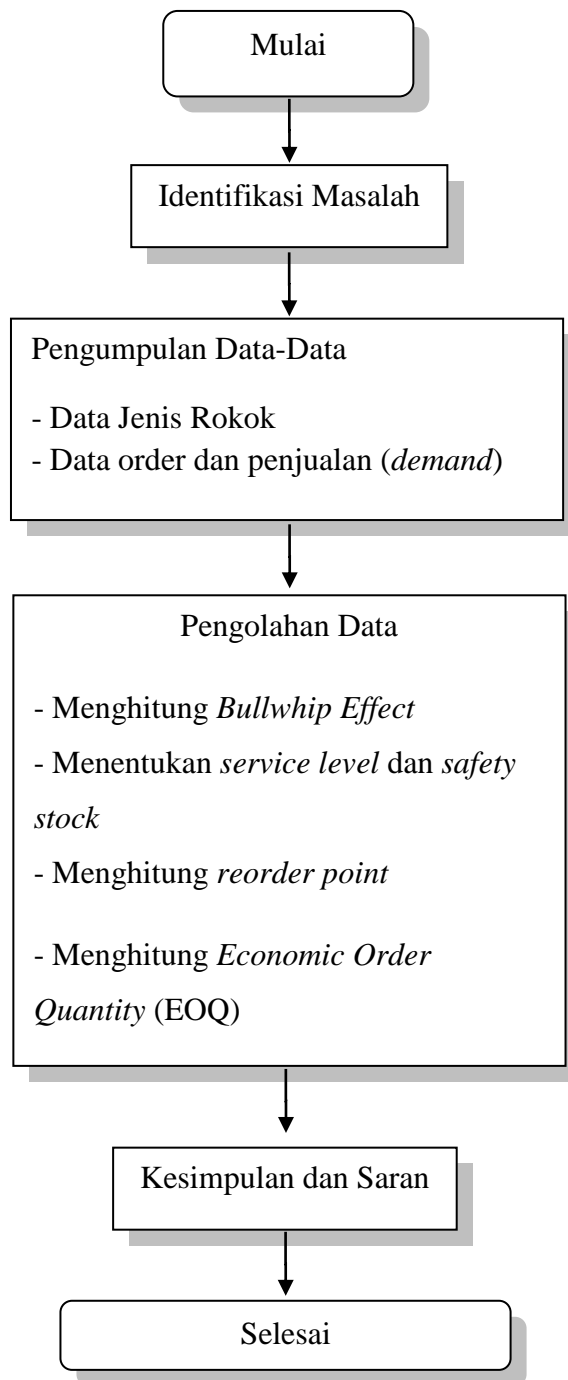 Mulai
Identifikasi Masalah
Pengumpulan Data-Data
- Data Jenis Rokok
- Data order dan penjualan (demand)
Pengolahan Data
- Menghitung Bullwhip Effect
- Menentukan service level dan safety
stock
- Menghitung reorder point
- Menghitung Economic Order
Quantity (EOQ)
Kesimpulan dan Saran
Selesai